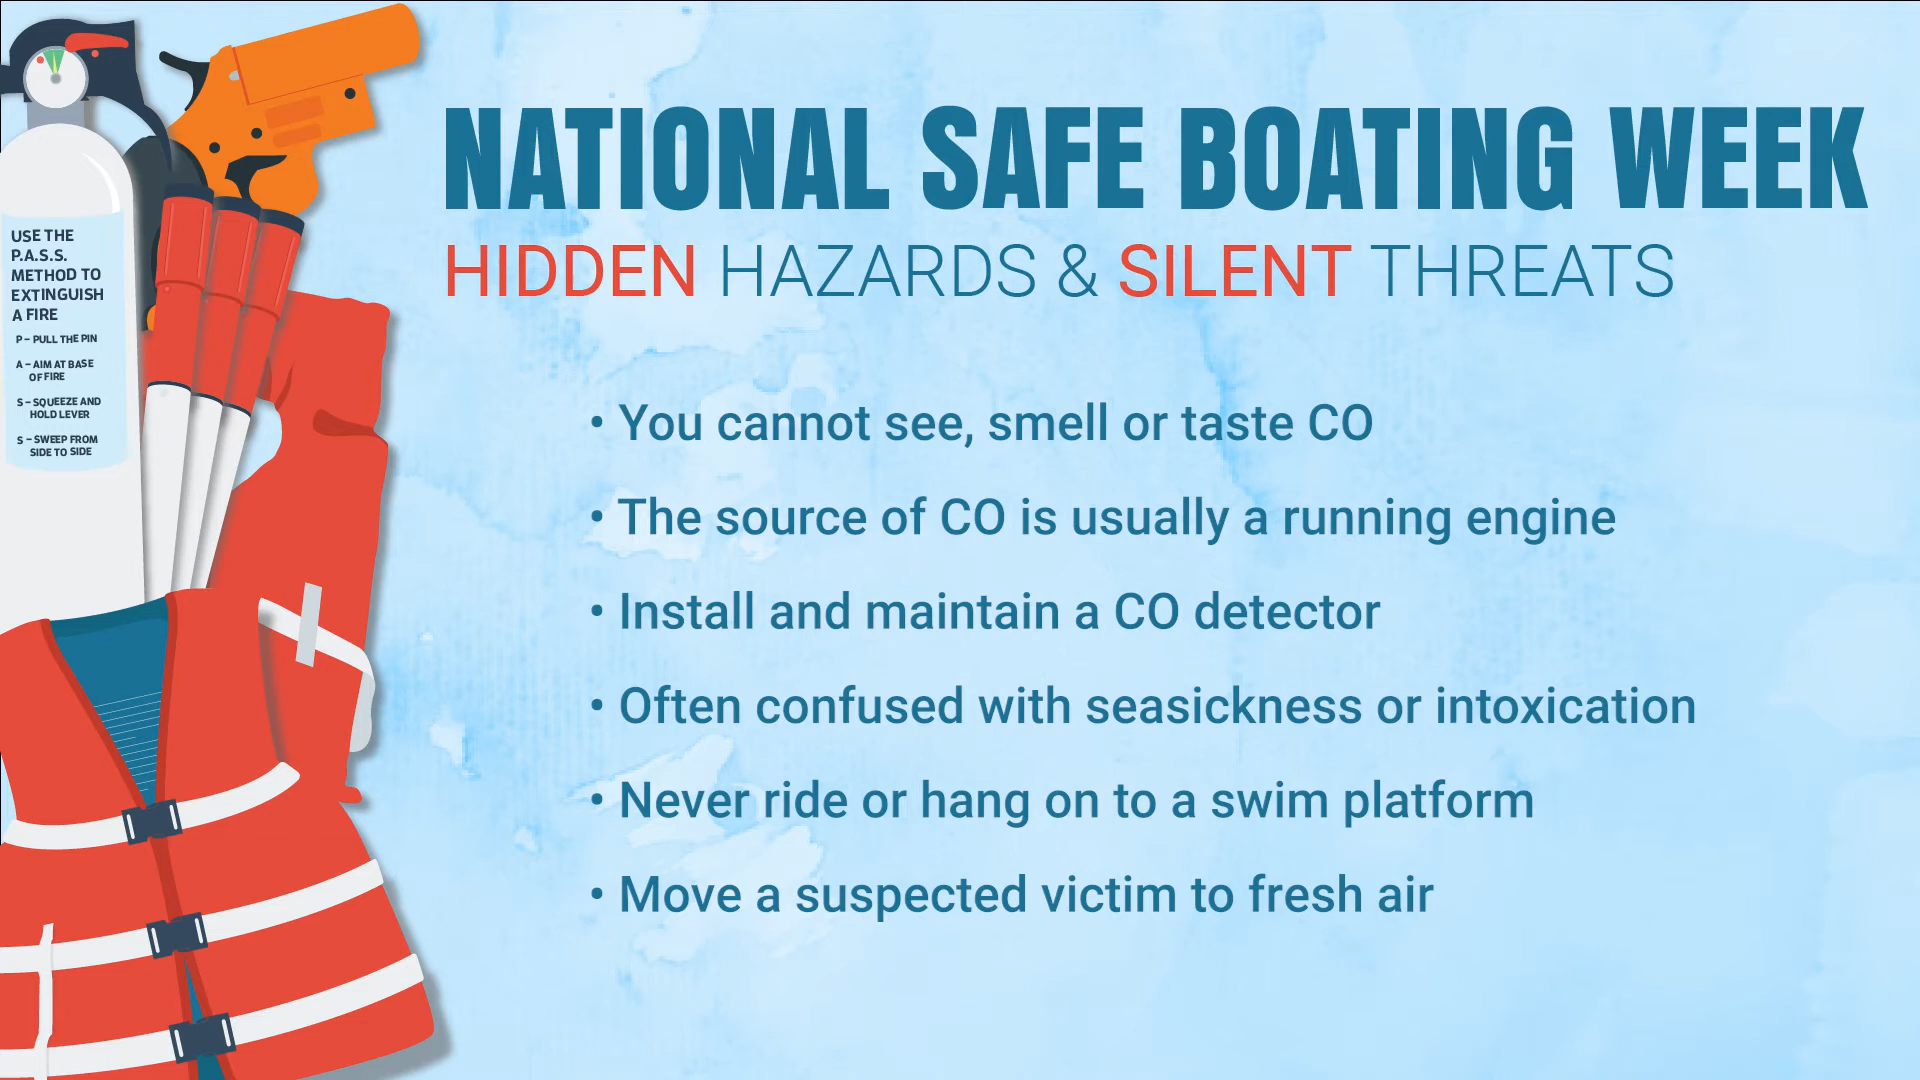 NATIONAL SAFE BOATING WEEK
HIDDEN HAZARDS & SILENT THREATS
• You cannot see, smell or taste CO
• The source of CO is usually a running engine
• Install and maintain a CO detector
• Often confused with seasickness or intoxication
• Never ride or hang on to a swim platform
• Move a suspected victim to fresh air
USE THE
P.A.S.S.
METHOD TO
EXTINGUISH
A FIRE
P – PULL THE PIN
A – AIM AT BASE
OF FIRE
S – SQUEEZE AND
HOLD LEVER
S – SWEEP FROM
SIDE TO SIDE